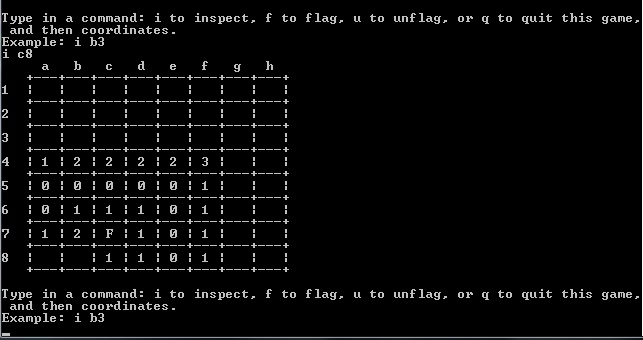 Type in a command: i to inspect, f to flag, u to unflag, or q to quit this game,
 and then coordinates.
Example: i b3
i c8
a b c d e f g h
1
2
3
4 ¦ 1 ¦ 2 ¦ 2 ¦ 2 ¦ 2 ¦ 3 ¦   ¦   ¦
5 ¦ 0 ¦ 0 ¦ 0 ¦ 0 ¦ 0 ¦ 1 ¦   ¦   ¦
6 ¦ 0 ¦ 1 ¦ 1 ¦ 1 ¦ 0 ¦ 1 ¦   ¦   ¦
7 ¦ 1 ¦ 2 ¦ F ¦ 1 ¦ 0 ¦ 1 ¦   ¦   ¦
8 ¦   ¦   ¦ 1 ¦ 1 ¦ 0 ¦ 1 ¦   ¦   ¦
Type in a command: i to inspect, f to flag, u to unflag, or q to quit this game,
 and then coordinates.
Example: i b3